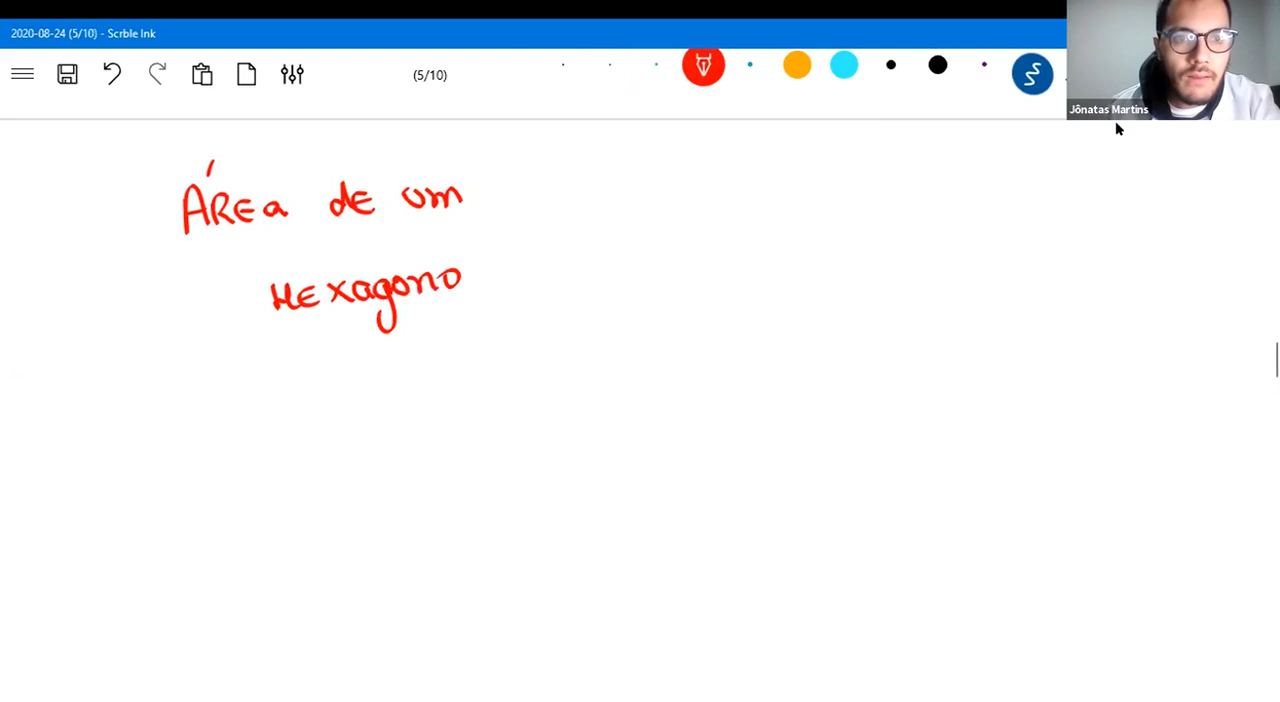 2020-08-24 (5/10) - Scrble Ink
(5/10)
Jônatas Martins
ÁREA DE UM
HEXAGONO